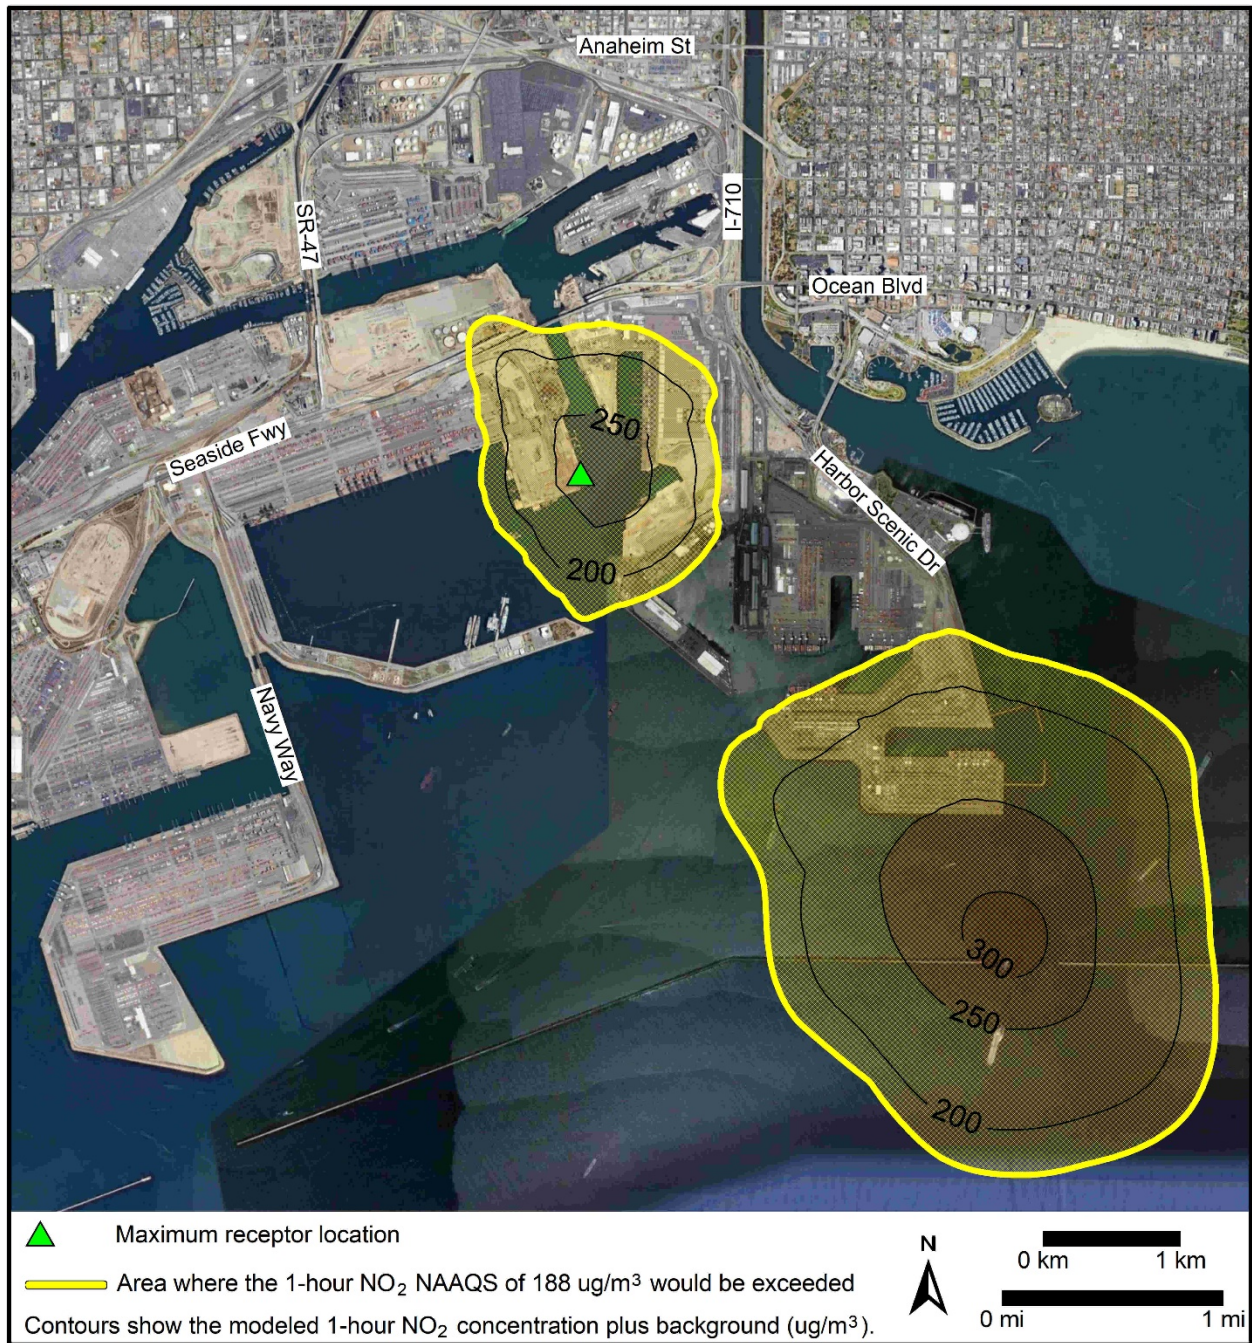 Anaheim St
SR-47
I-710
Ocean Blvd
250
Seaside Fwy
Harbor Scenic Dr
200
Navy Way
300
250
200
Maximum receptor location
Area where the 1-hour NO₂ NAAQS of 188 ug/m³ would be exceeded
Contours show the modeled 1-hour NO₂ concentration plus background (ug/m³).
N
0 km 1 km
0 mi 1 mi